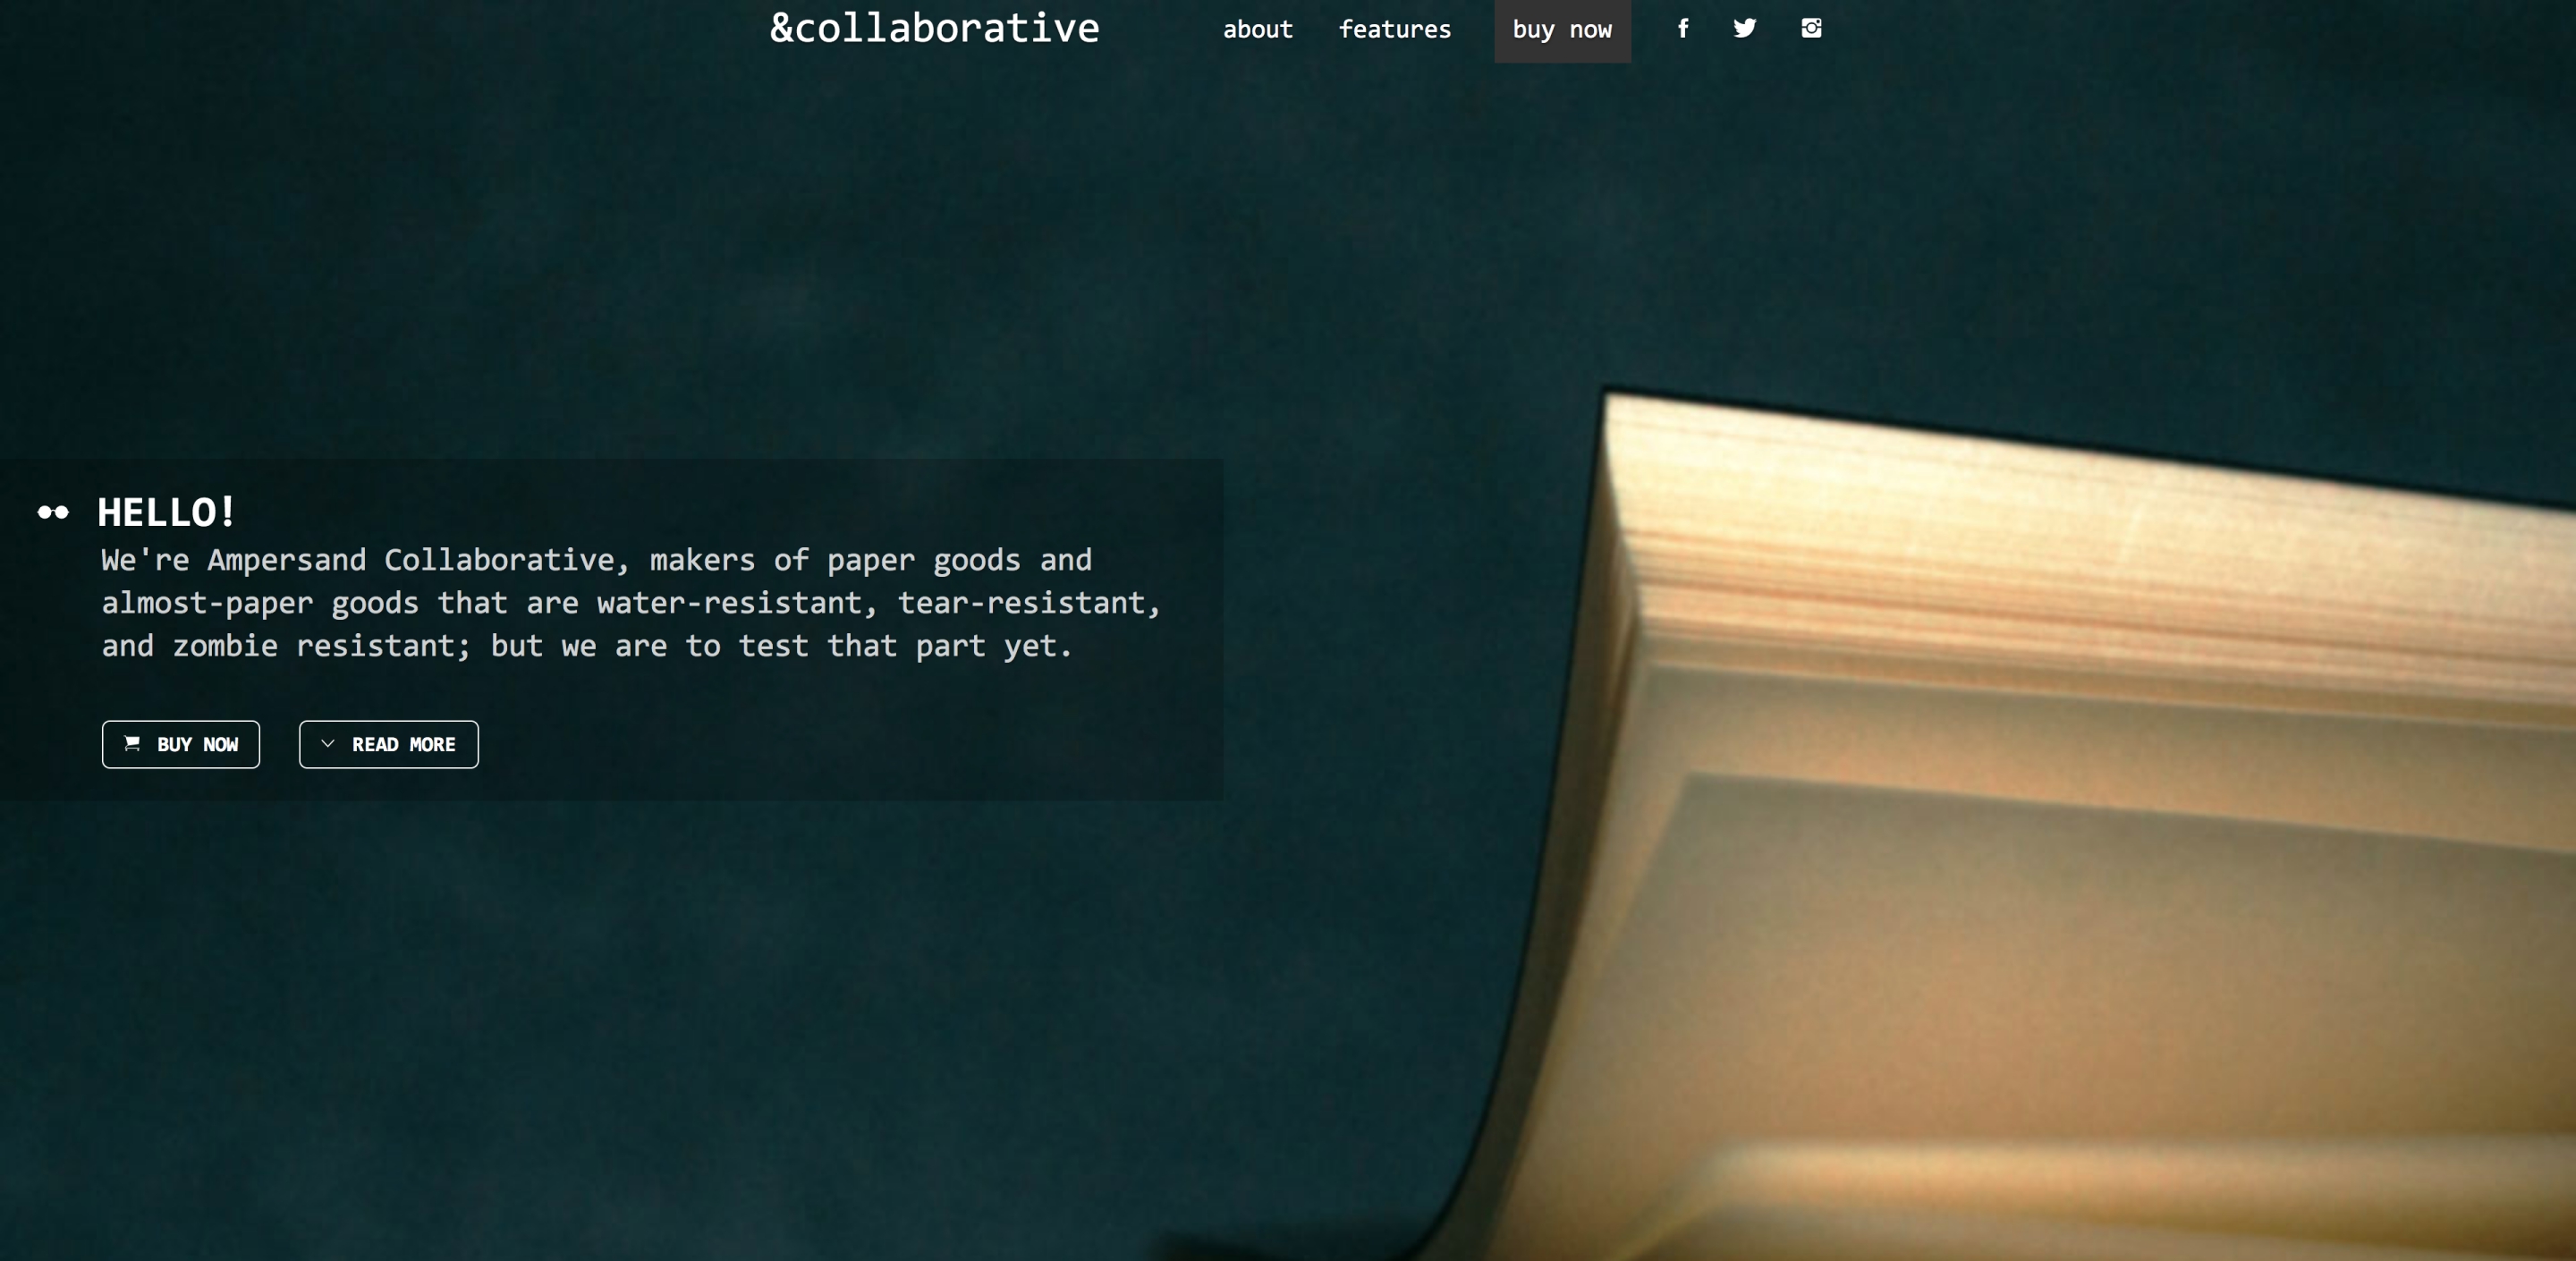 &collaborative
about
features
buy now
HELLO!
We're Ampersand Collaborative, makers of paper goods and
almost-paper goods that are water-resistant, tear-resistant,
and zombie resistant; but we are to test that part yet.
BUY NOW
READ MORE